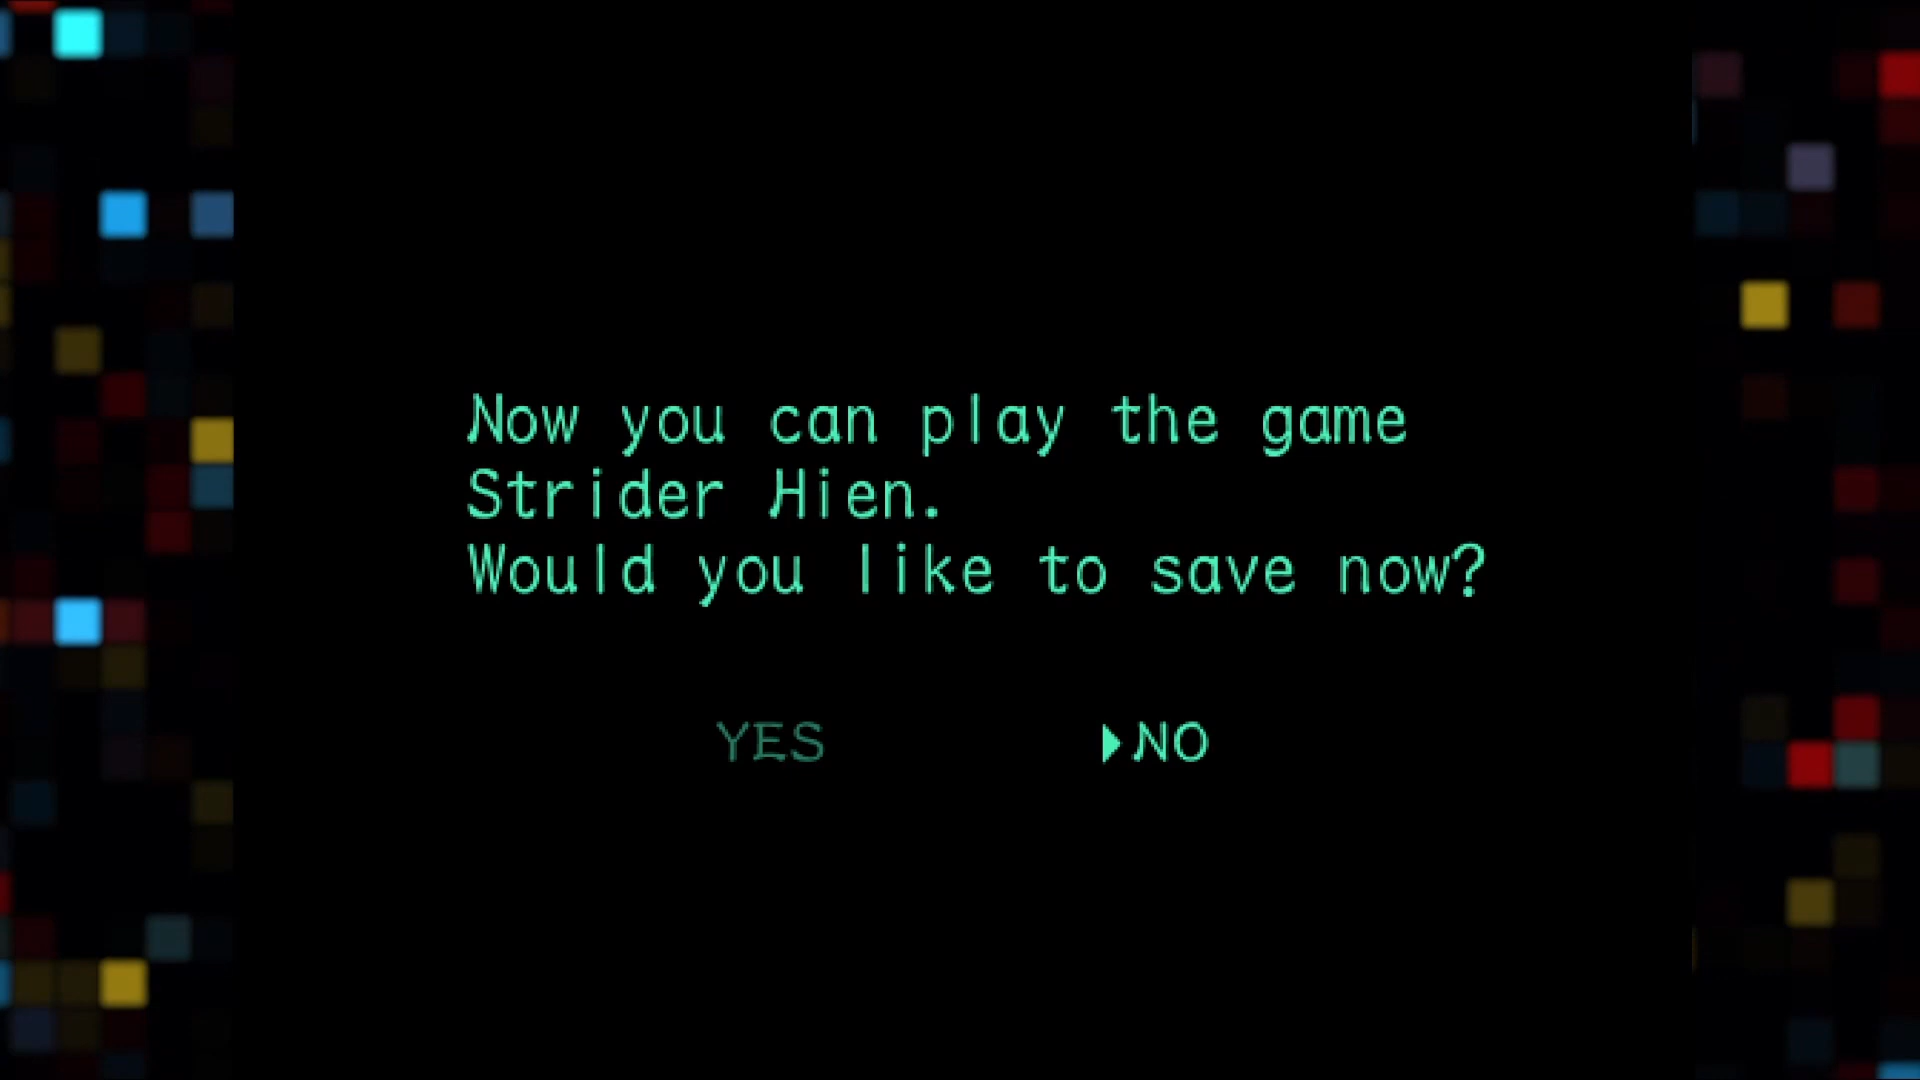 Now you can play the game
Strider Hien.
Would you like to save now?
YES ▶NO